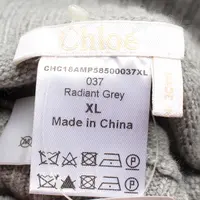 Chloé
CHC18AMP58500037XL
037
Radiant Grey
XL
Made in China